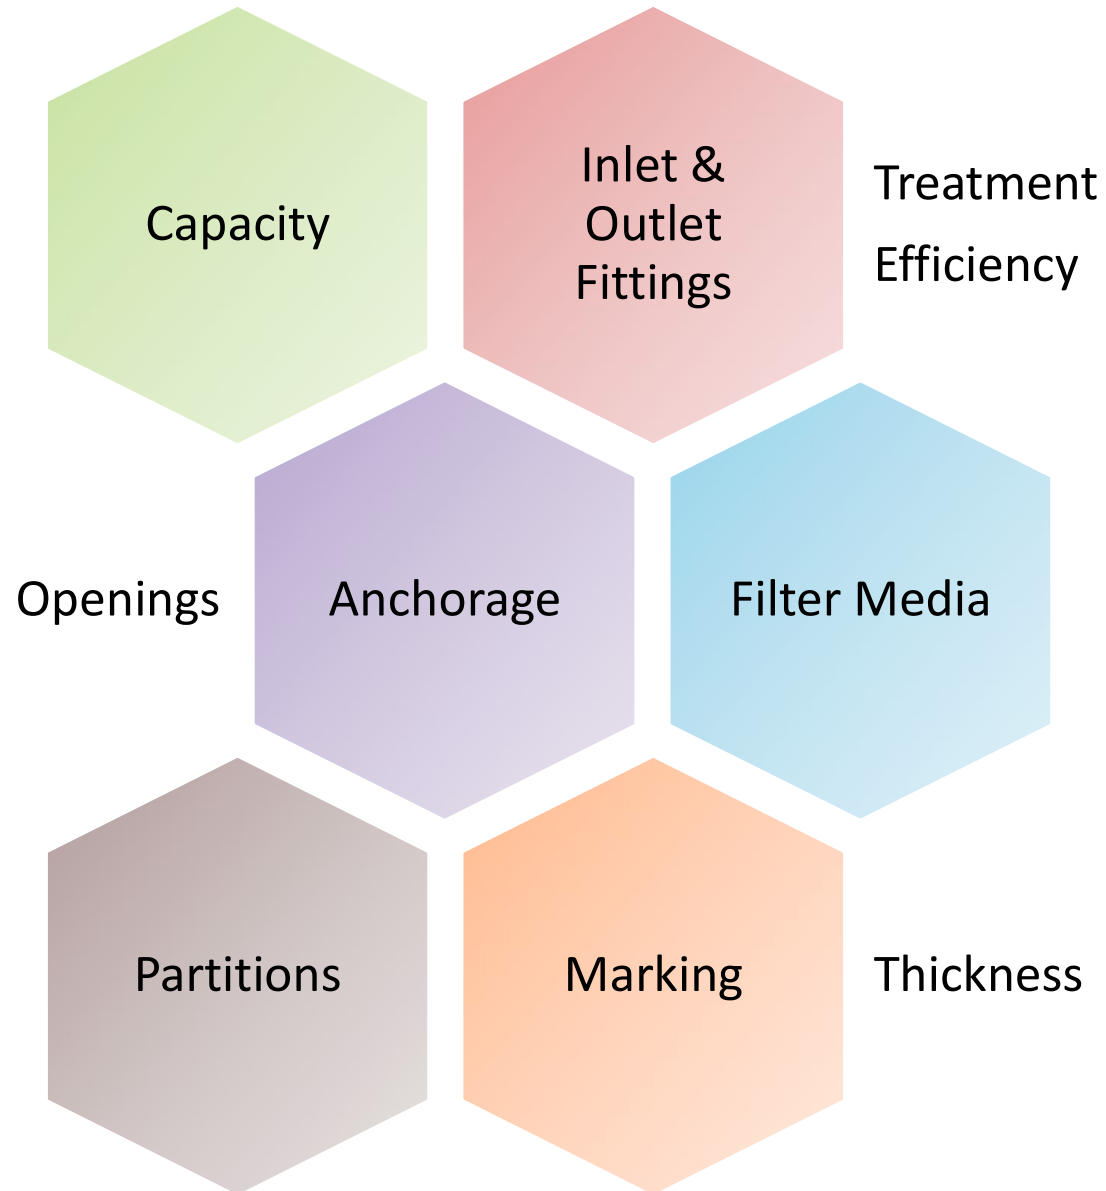 Capacity
Inlet &
Outlet
Fittings
Treatment
Efficiency
Openings
Anchorage
Filter Media
Partitions
Marking
Thickness